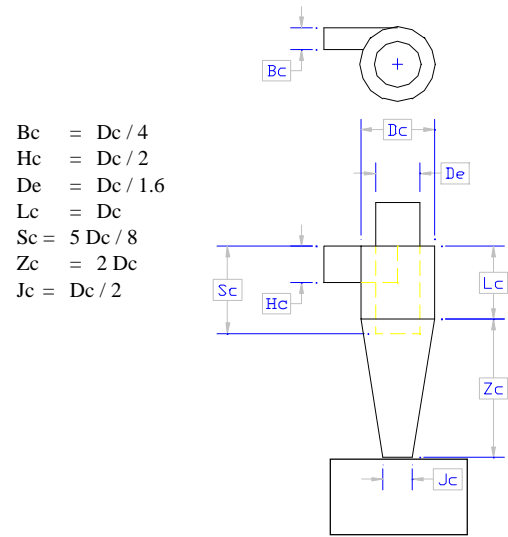 Bc
Dc
De
Bc = Dc / 4
Hc = Dc / 2
De = Dc / 1.6
Lc = Dc
Sc = 5 Dc / 8
Zc = 2 Dc
Jc = Dc / 2
Sc
Hc
Lc
Zc
Jc